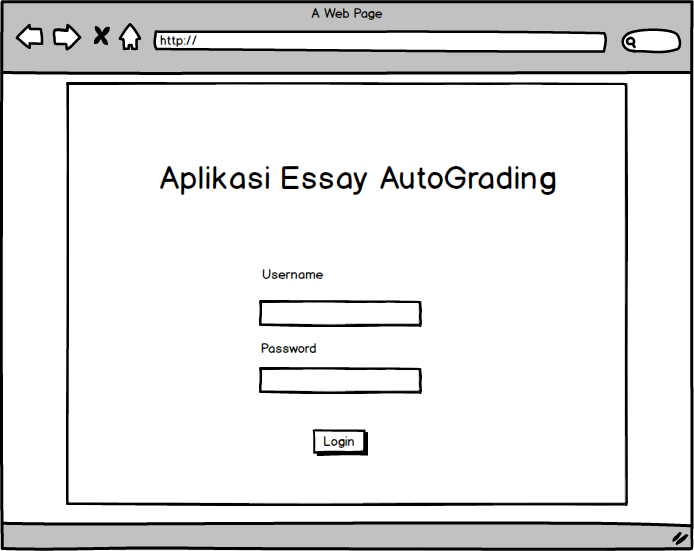 A Web Page
http://
Aplikasi Essay AutoGrading
Username
Password
Login